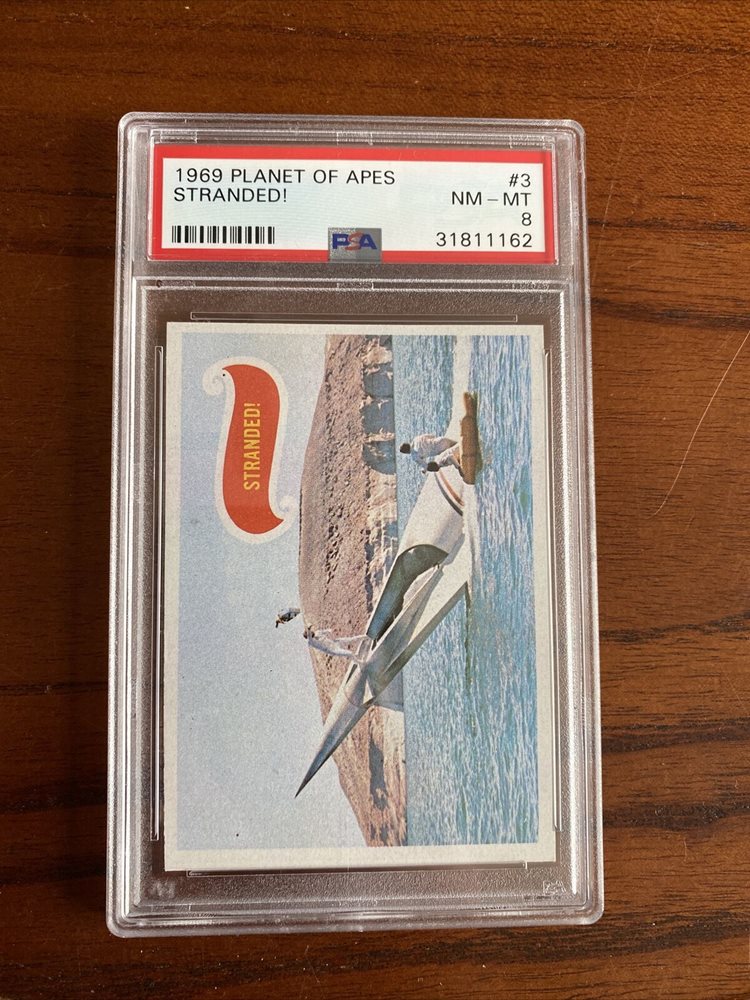 1969 PLANET OF APES #3
STRANDED! NM - MT
8
PSA 31811162
STRANDED!